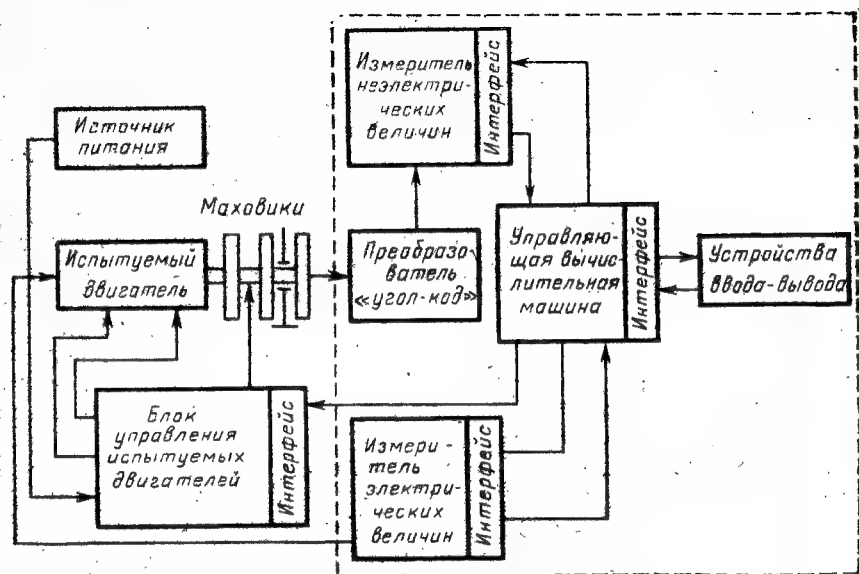 Измеритель
неэлектри-
ческих
величин
Интерфейс
Источник
питания
Маховики
Испытуемый
двигатель
Преобразо-
ватель
«угол-код»
Управляю-
щая вычис-
лительная
машина
Интерфейс
Устройства
ввода-вывода
Блок
управления
испытуемых
двигателей
Интерфейс
Измери-
тель
электри-
ческих
величин
Интерфейс